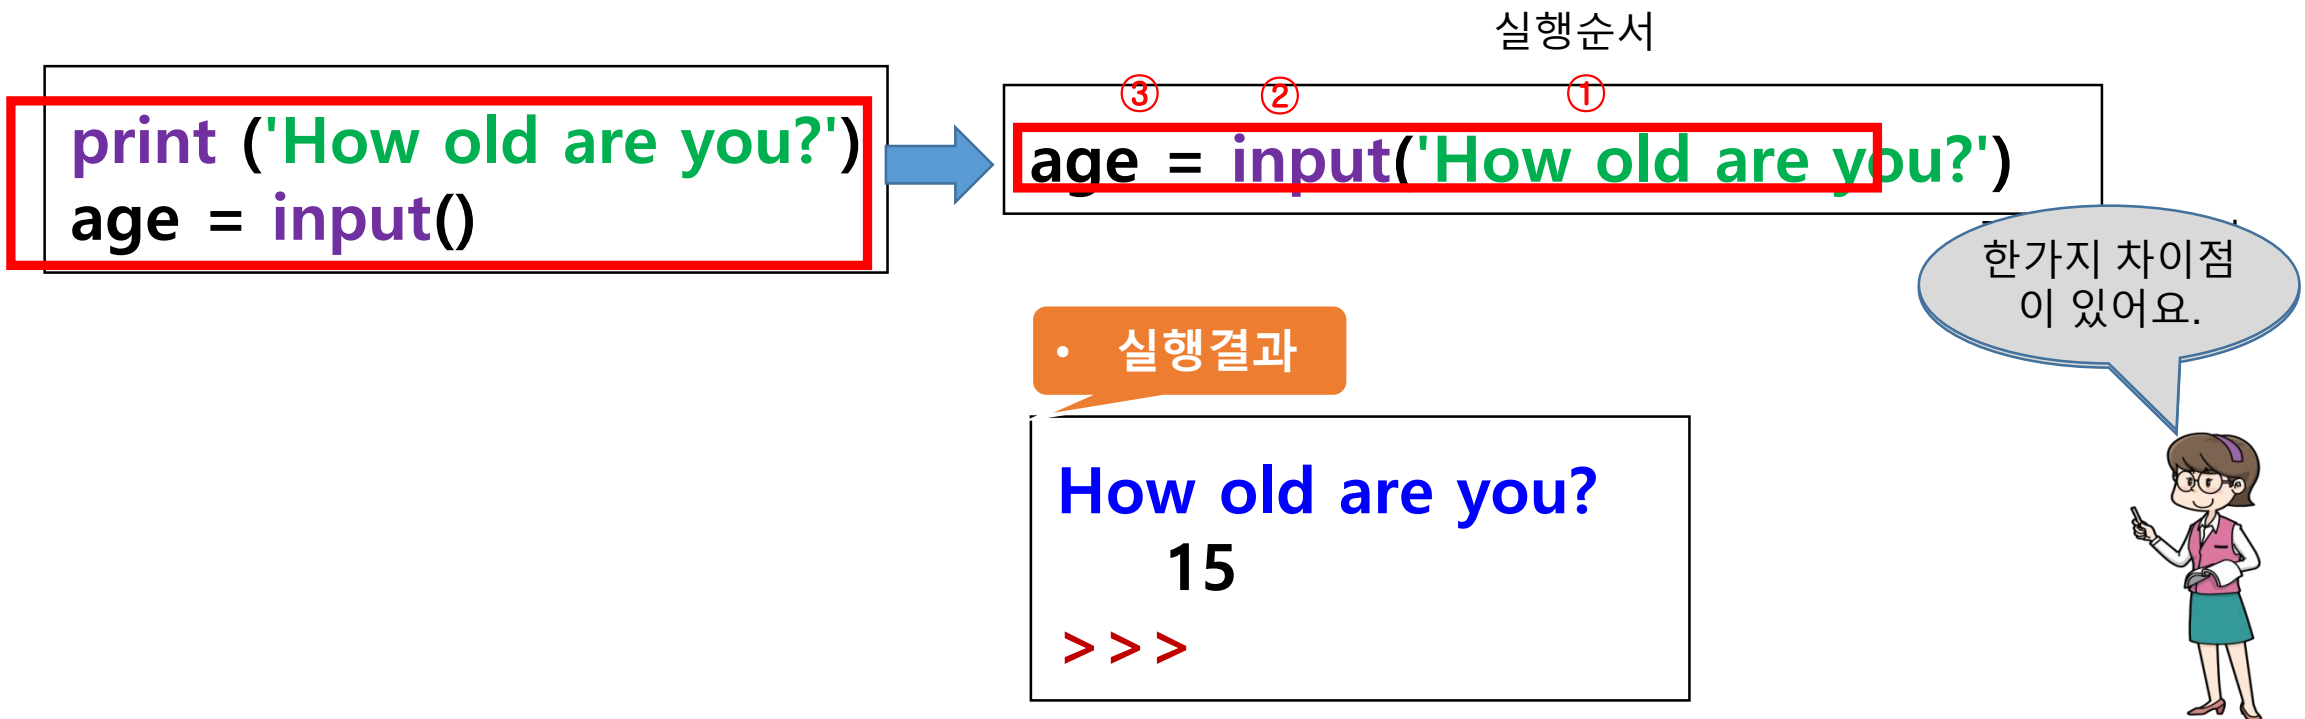 실행순서
print ('How old are you?')
age = input()
③ ② ①
age = input('How old are you?')
한가지 차이점
이 있어요.
• 실행결과
How old are you?
15
>>>